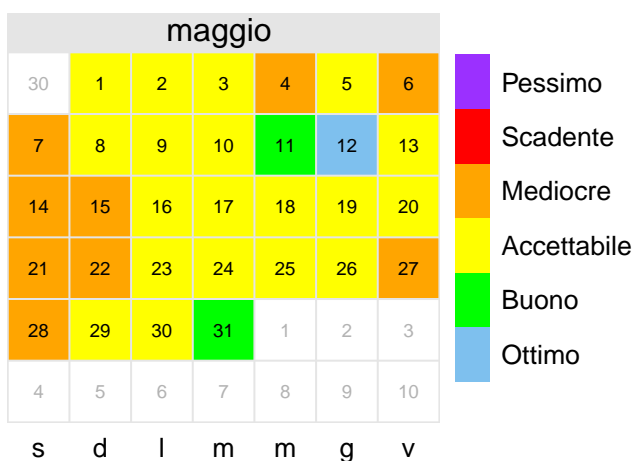 maggio
30 1 2 3 4 5 6
7 8 9 10 11 12 13
14 15 16 17 18 19 20
21 22 23 24 25 26 27
28 29 30 31 1 2 3
4 5 6 7 8 9 10
s d l m m g v
Pessimo
Scadente
Mediocre
Accettabile
Buono
Ottimo